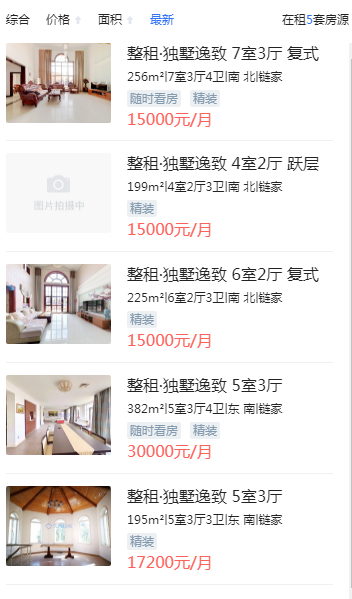 综合 价格 面积 最新 在租5套房源
整租·独墅逸致 7室3厅 复式
256m²|7室3厅4卫|南 北|链家
随时看房 精装
15000元/月
整租·独墅逸致 4室2厅 跃层
199m²|4室2厅3卫|南 北|链家
图片拍摄中
精装
15000元/月
整租·独墅逸致 6室2厅 复式
225m²|6室2厅3卫|南 北|链家
精装
15000元/月
整租·独墅逸致 5室3厅
382m²|5室3厅4卫|东 南|链家
随时看房 精装
30000元/月
整租·独墅逸致 5室3厅
195m²|5室3厅3卫|东 南|链家
精装
17200元/月